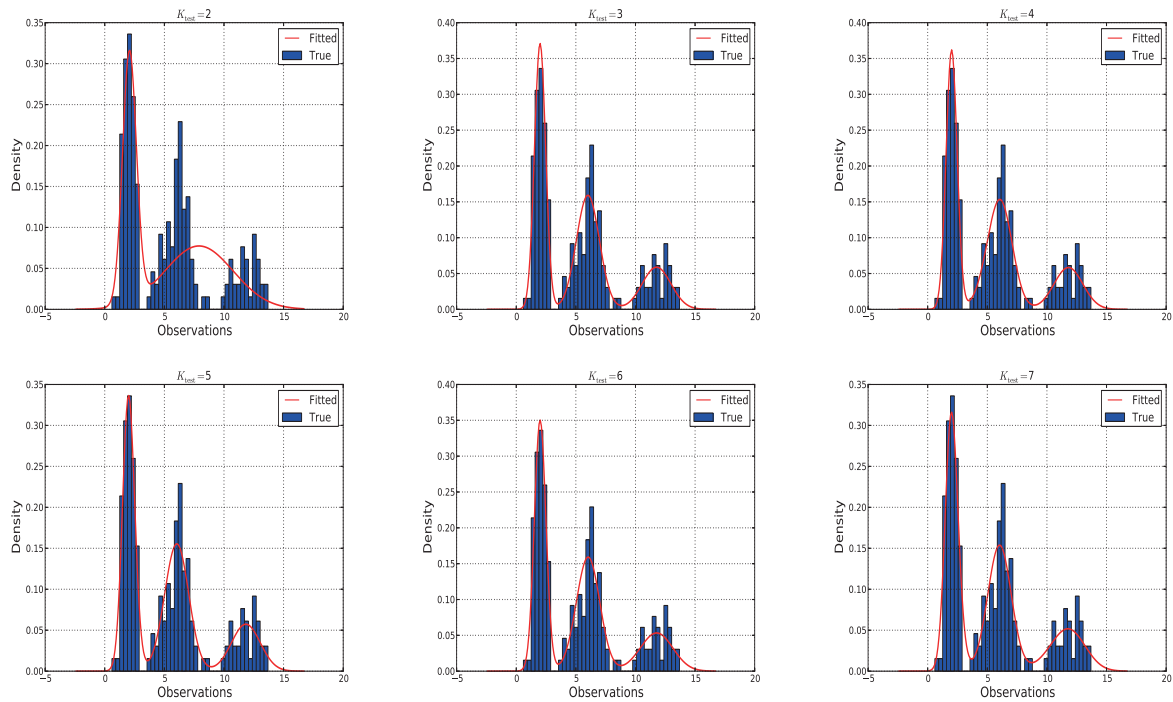 K_test=2
0.35
0.30
0.25
0.20
0.15
0.10
0.05
0.00
Density
−5 0 5 10 15 20
Observations
Fitted
True
K_test=3
0.40
0.35
0.30
0.25
0.20
0.15
0.10
0.05
0.00
Density
−5 0 5 10 15 20
Observations
Fitted
True
K_test=4
0.40
0.35
0.30
0.25
0.20
0.15
0.10
0.05
0.00
Density
−5 0 5 10 15 20
Observations
Fitted
True
K_test=5
0.35
0.30
0.25
0.20
0.15
0.10
0.05
0.00
Density
−5 0 5 10 15 20
Observations
Fitted
True
K_test=6
0.40
0.35
0.30
0.25
0.20
0.15
0.10
0.05
0.00
Density
−5 0 5 10 15 20
Observations
Fitted
True
K_test=7
0.35
0.30
0.25
0.20
0.15
0.10
0.05
0.00
Density
−5 0 5 10 15 20
Observations
Fitted
True